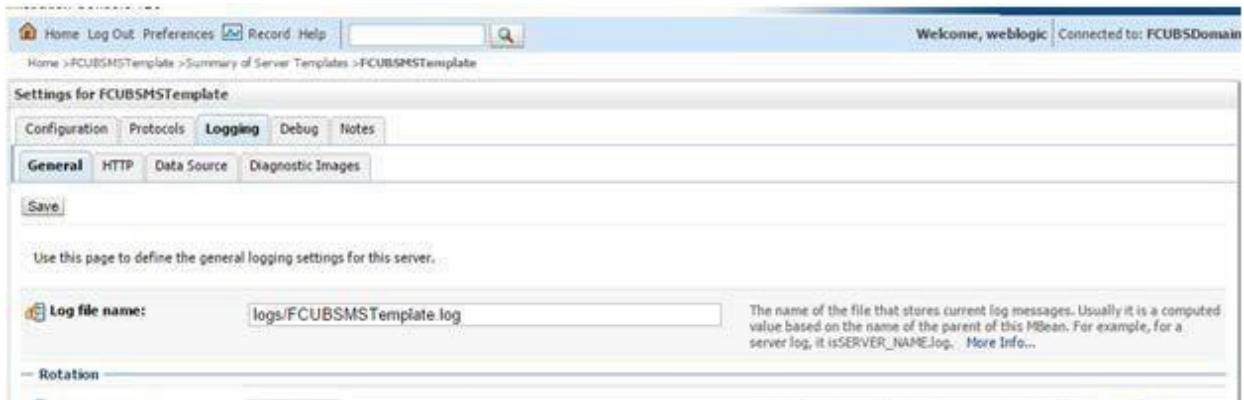 Home Log Out Preferences Record Help
Welcome, weblogic Connected to: FCUBSDomain
Home >FCUBSMSTemplate >Summary of Server Templates >FCUBSMSTemplate
Settings for FCUBSMSTemplate
Configuration Protocols Logging Debug Notes
General HTTP Data Source Diagnostic Images
Save
Use this page to define the general logging settings for this server.
Log file name: logs/FCUBSMSTemplate.log
The name of the file that stores current log messages. Usually it is a computed
value based on the name of the parent of this MBean. For example, for a
server log, it isSERVER_NAME.log. More Info...
Rotation